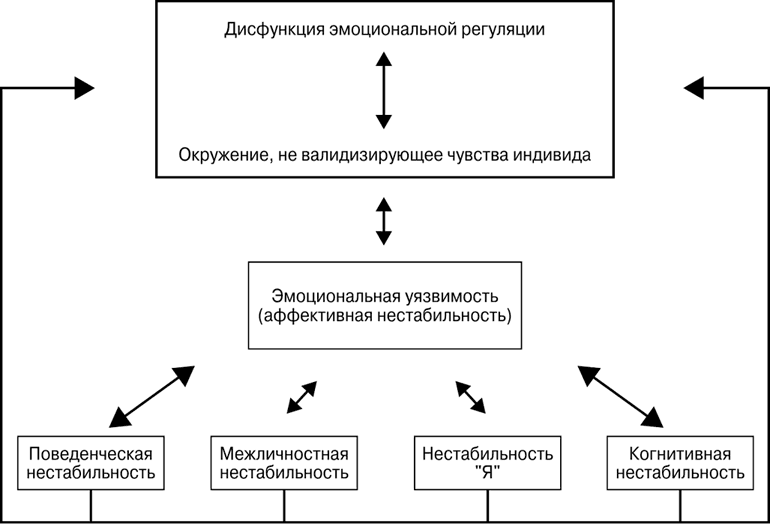 Дисфункция эмоциональной регуляции
Окружение, не валидизирующее чувства индивида
Эмоциональная уязвимость
(аффективная нестабильность)
Поведенческая
нестабильность
Межличностная
нестабильность
Нестабильность
"Я"
Когнитивная
нестабильность